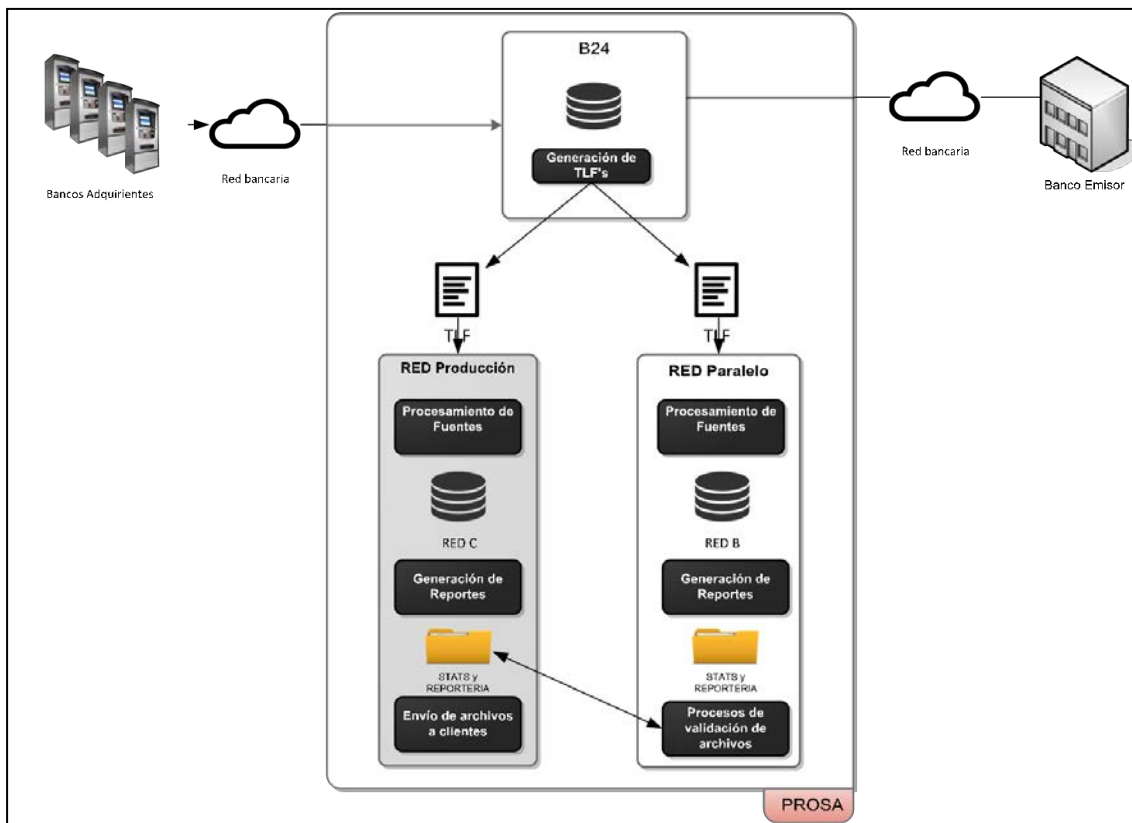 B24
Generación de
TLF's
Bancos Adquirientes
Red bancaria
Red bancaria
Banco Emisor
TLF
TLF
RED Producción
Procesamiento de
Fuentes
RED C
Generación de
Reportes
STATS y
REPORTERIA
Envío de archivos
a clientes
RED Paralelo
Procesamiento de
Fuentes
RED B
Generación de
Reportes
STATS y
REPORTERIA
Procesos de
validación de
archivos
PROSA